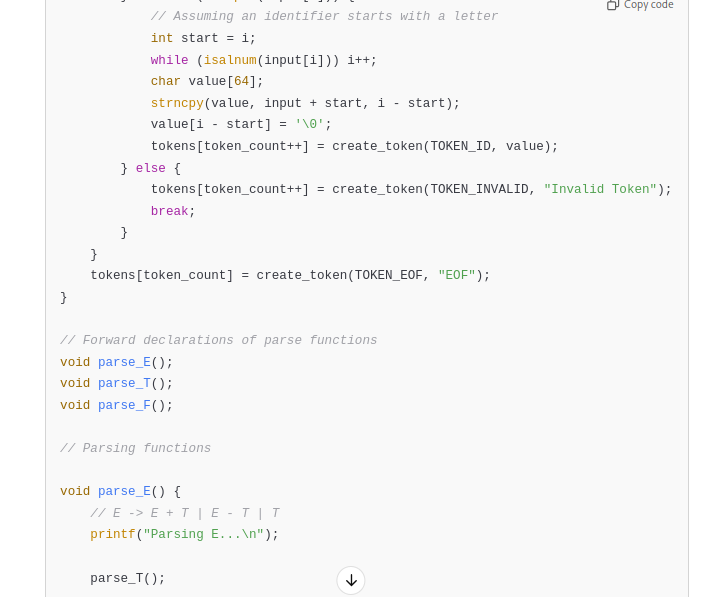 Copy code
// Assuming an identifier starts with a letter
int start = i;
while (isalnum(input[i])) i++;
char value[64];
strncpy(value, input + start, i - start);
value[i - start] = '\0';
tokens[token_count++] = create_token(TOKEN_ID, value);
} else {
tokens[token_count++] = create_token(TOKEN_INVALID, "Invalid Token");
break;
}
}
tokens[token_count] = create_token(TOKEN_EOF, "EOF");
}
// Forward declarations of parse functions
void parse_E();
void parse_T();
void parse_F();
// Parsing functions
void parse_E() {
// E -> E + T | E - T | T
printf("Parsing E...\n");
parse_T();